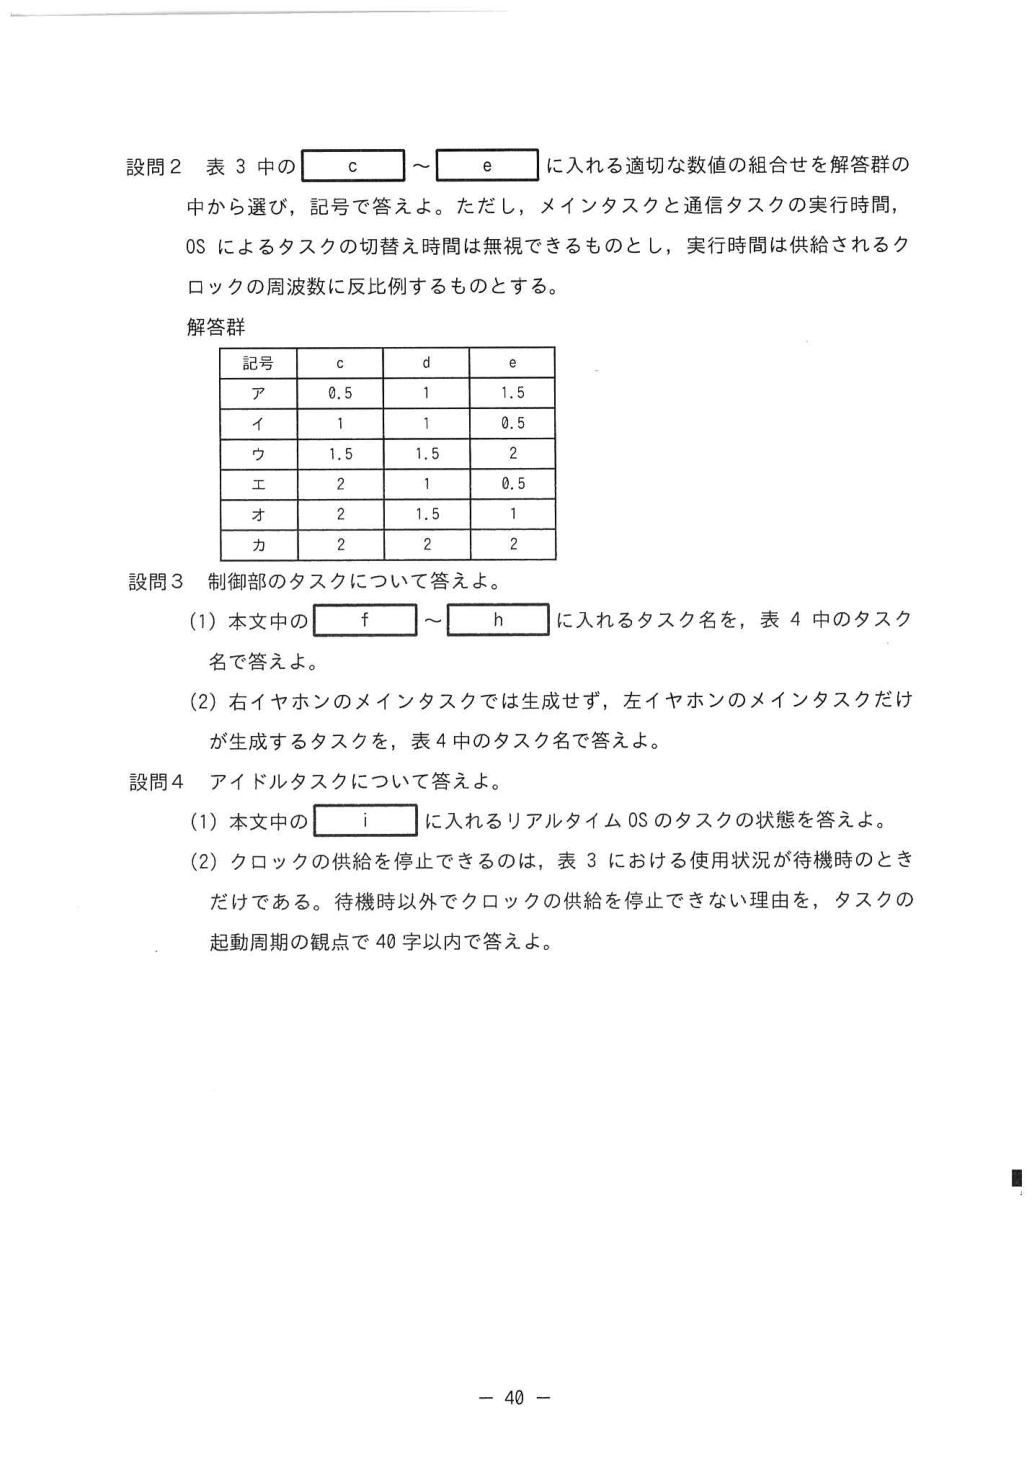 設問2 表 3 中の c ～ e に入れる適切な数値の組合せを解答群の
中から選び，記号で答えよ。ただし，メインタスクと通信タスクの実行時間，
OS によるタスクの切替え時間は無視できるものとし，実行時間は供給されるク
ロックの周波数に反比例するものとする。
解答群
記号 c d e
ア 0.5 1 1.5
イ 1 1 0.5
ウ 1.5 1.5 2
エ 2 1 0.5
オ 2 1.5 1
カ 2 2 2
設問3 制御部のタスクについて答えよ。
(1) 本文中の f ～ h に入れるタスク名を，表 4 中のタスク
名で答えよ。
(2) 右イヤホンのメインタスクでは生成せず，左イヤホンのメインタスクだけ
が生成するタスクを，表4中のタスク名で答えよ。
設問4 アイドルタスクについて答えよ。
(1) 本文中の i に入れるリアルタイム OS のタスクの状態を答えよ。
(2) クロックの供給を停止できるのは，表 3 における使用状況が待機時のとき
だけである。待機時以外でクロックの供給を停止できない理由を，タスクの
起動周期の観点で 40 字以内で答えよ。
－ 40 －